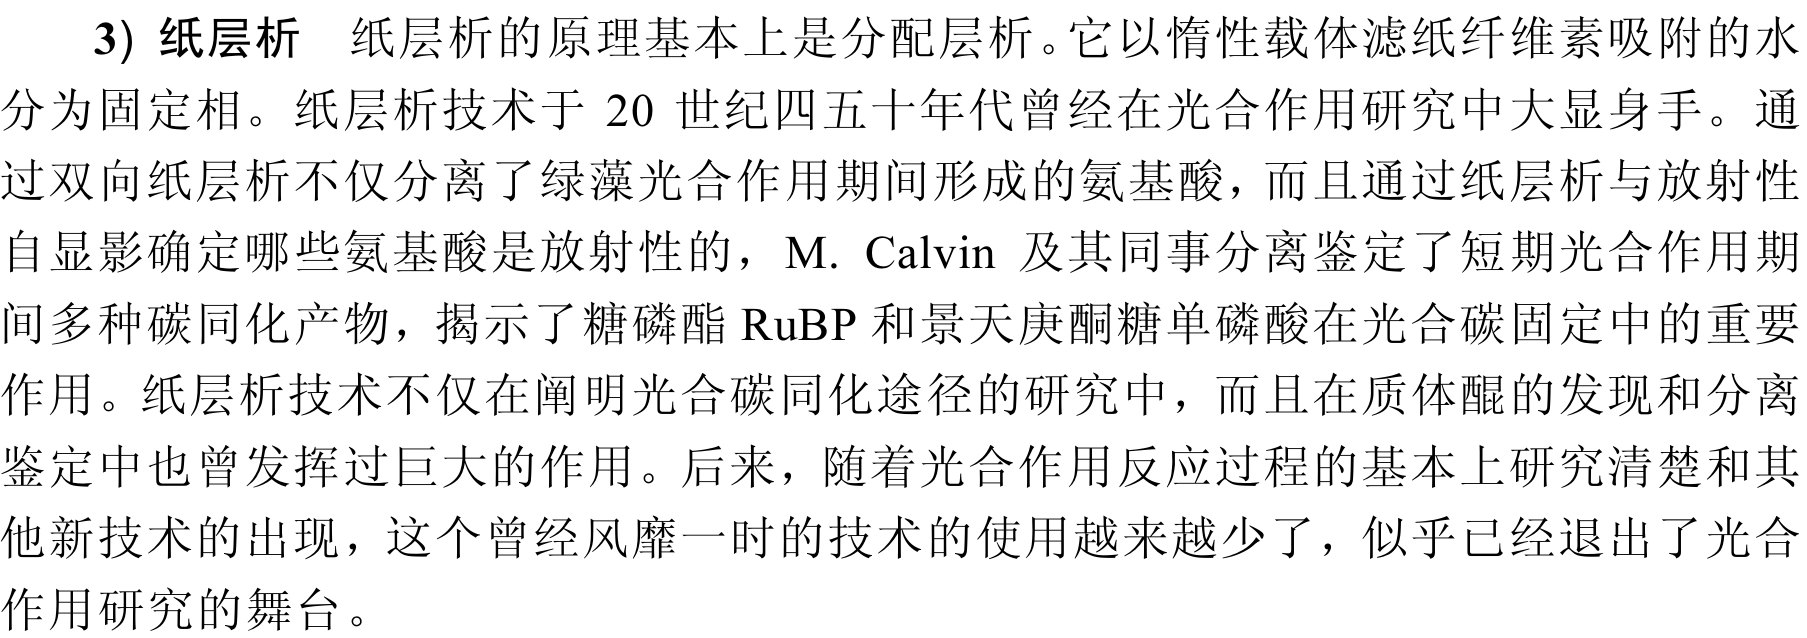 3) 纸层析 纸层析的原理基本上是分配层析。它以惰性载体滤纸纤维素吸附的水
分为固定相。纸层析技术于 20 世纪四五十年代曾经在光合作用研究中大显身手。通
过双向纸层析不仅分离了绿藻光合作用期间形成的氨基酸，而且通过纸层析与放射性
自显影确定哪些氨基酸是放射性的，M. Calvin 及其同事分离鉴定了短期光合作用期
间多种碳同化产物，揭示了糖磷酯 RuBP 和景天庚酮糖单磷酸在光合碳固定中的重要
作用。纸层析技术不仅在阐明光合碳同化途径的研究中，而且在质体醌的发现和分离
鉴定中也曾发挥过巨大的作用。后来，随着光合作用反应过程的基本上研究清楚和其
他新技术的出现，这个曾经风靡一时的技术的使用越来越少了，似乎已经退出了光合
作用研究的舞台。